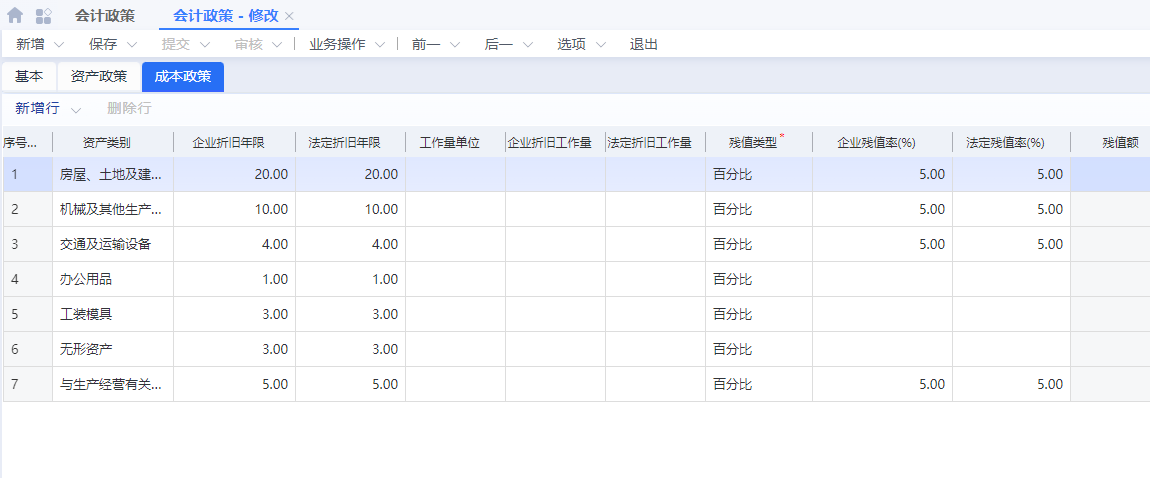 会计政策 会计政策 - 修改
新增 保存 提交 审核 业务操作 前一 后一 选项 退出
基本 资产政策 成本政策
新增行 删除行
序号... 资产类别 企业折旧年限 法定折旧年限 工作量单位 企业折旧工作量 法定折旧工作量 残值类型* 企业残值率(%) 法定残值率(%) 残值额
1 房屋、土地及建... 20.00 20.00 百分比 5.00 5.00
2 机械及其他生产... 10.00 10.00 百分比 5.00 5.00
3 交通及运输设备 4.00 4.00 百分比 5.00 5.00
4 办公用品 1.00 1.00 百分比
5 工装模具 3.00 3.00 百分比
6 无形资产 3.00 3.00 百分比
7 与生产经营有关... 5.00 5.00 百分比 5.00 5.00